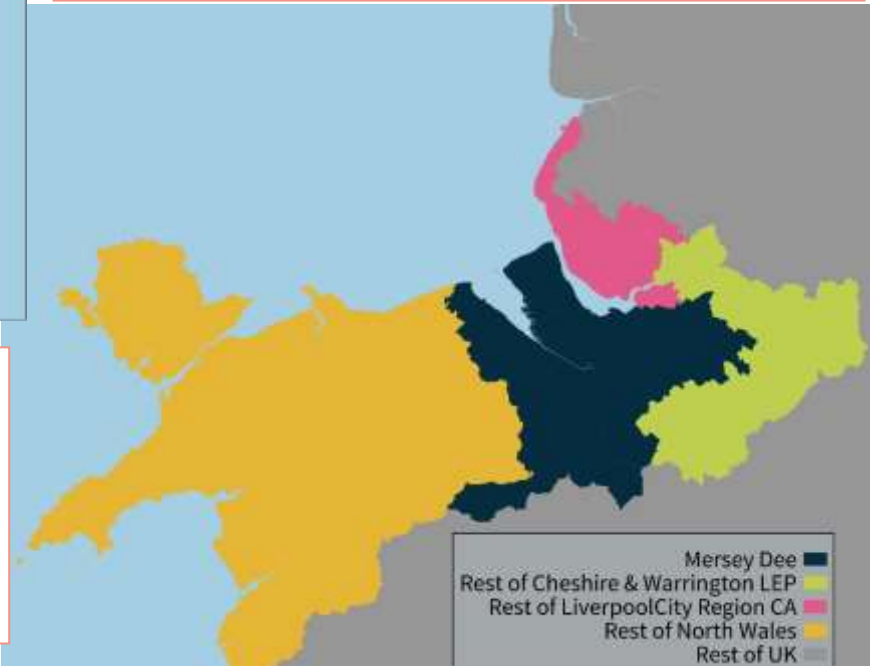 Mersey Dee
Rest of Cheshire & Warrington LEP
Rest of LiverpoolCity Region CA
Rest of North Wales
Rest of UK